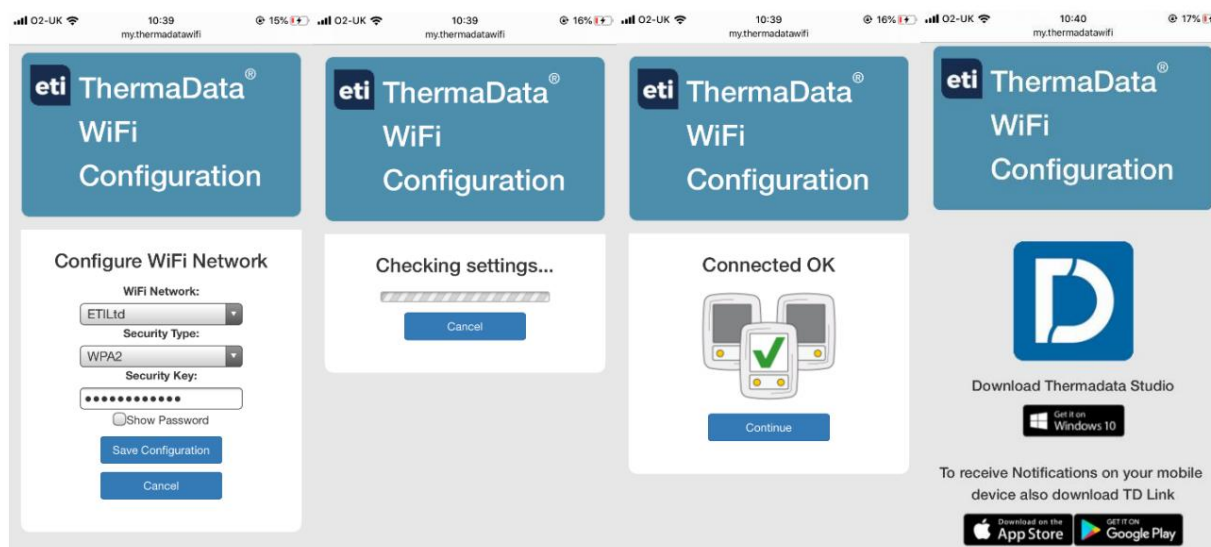 O2-UK 10:39 15%
my.thermadatawifi
eti ThermaData®
WiFi
Configuration
Configure WiFi Network
WiFi Network:
ETILtd
Security Type:
WPA2
Security Key:
••••••••••••
Show Password
Save Configuration
Cancel
O2-UK 10:39 16%
my.thermadatawifi
eti ThermaData®
WiFi
Configuration
Checking settings...
Cancel
O2-UK 10:39 16%
my.thermadatawifi
eti ThermaData®
WiFi
Configuration
Connected OK
Continue
O2-UK 10:40 17%
my.thermadatawifi
eti ThermaData®
WiFi
Configuration
D
Download Thermadata Studio
Get it on
Windows 10
To receive Notifications on your mobile
device also download TD Link
Download on the
App Store
GET IT ON
Google Play